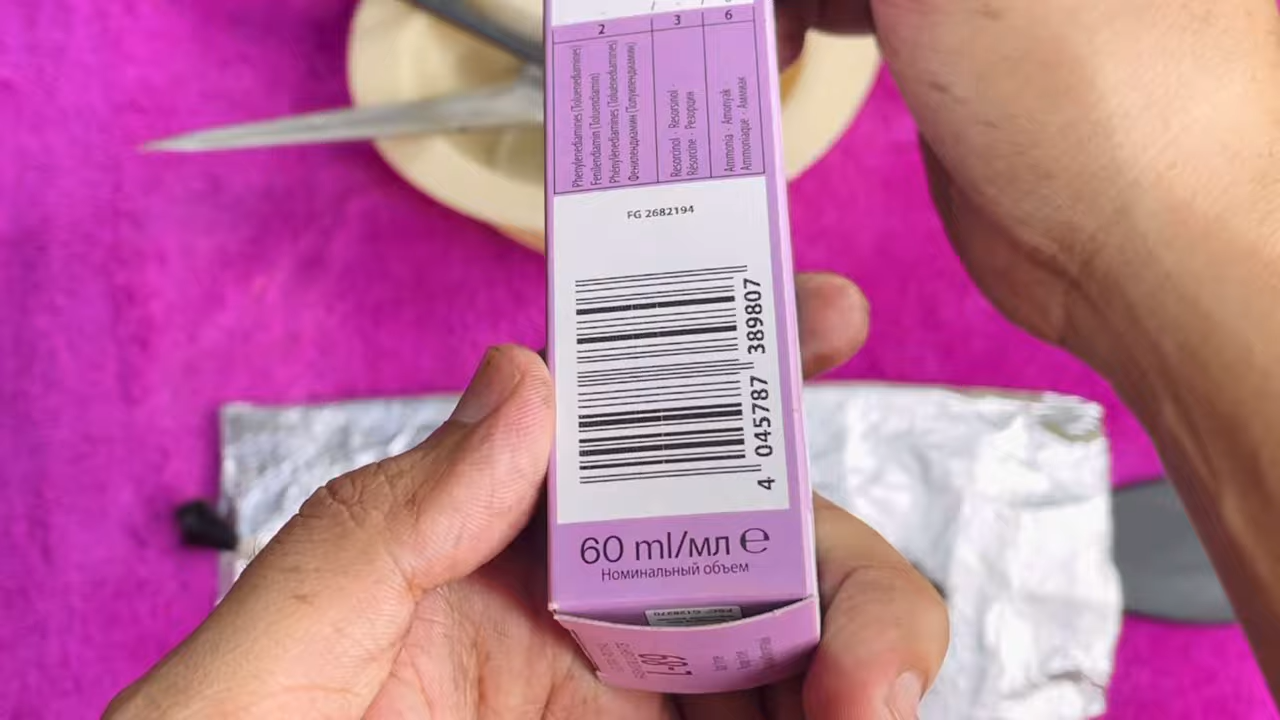 2
3
6
Phenylenediamines (Toluenediamines)
Fenilendiamin (Toluendiamin)
Phénylènediamines (Toluènediamines)
Фенилендиамин (Толуилендиамин)
Resorcinol - Resorsinol -
Résorcine - Резорцин
Ammonia - Amonyak
Ammoniaque - Аммиак
FG 2682194
4 045787 389807
60 ml/мл ℮
Номинальный объем